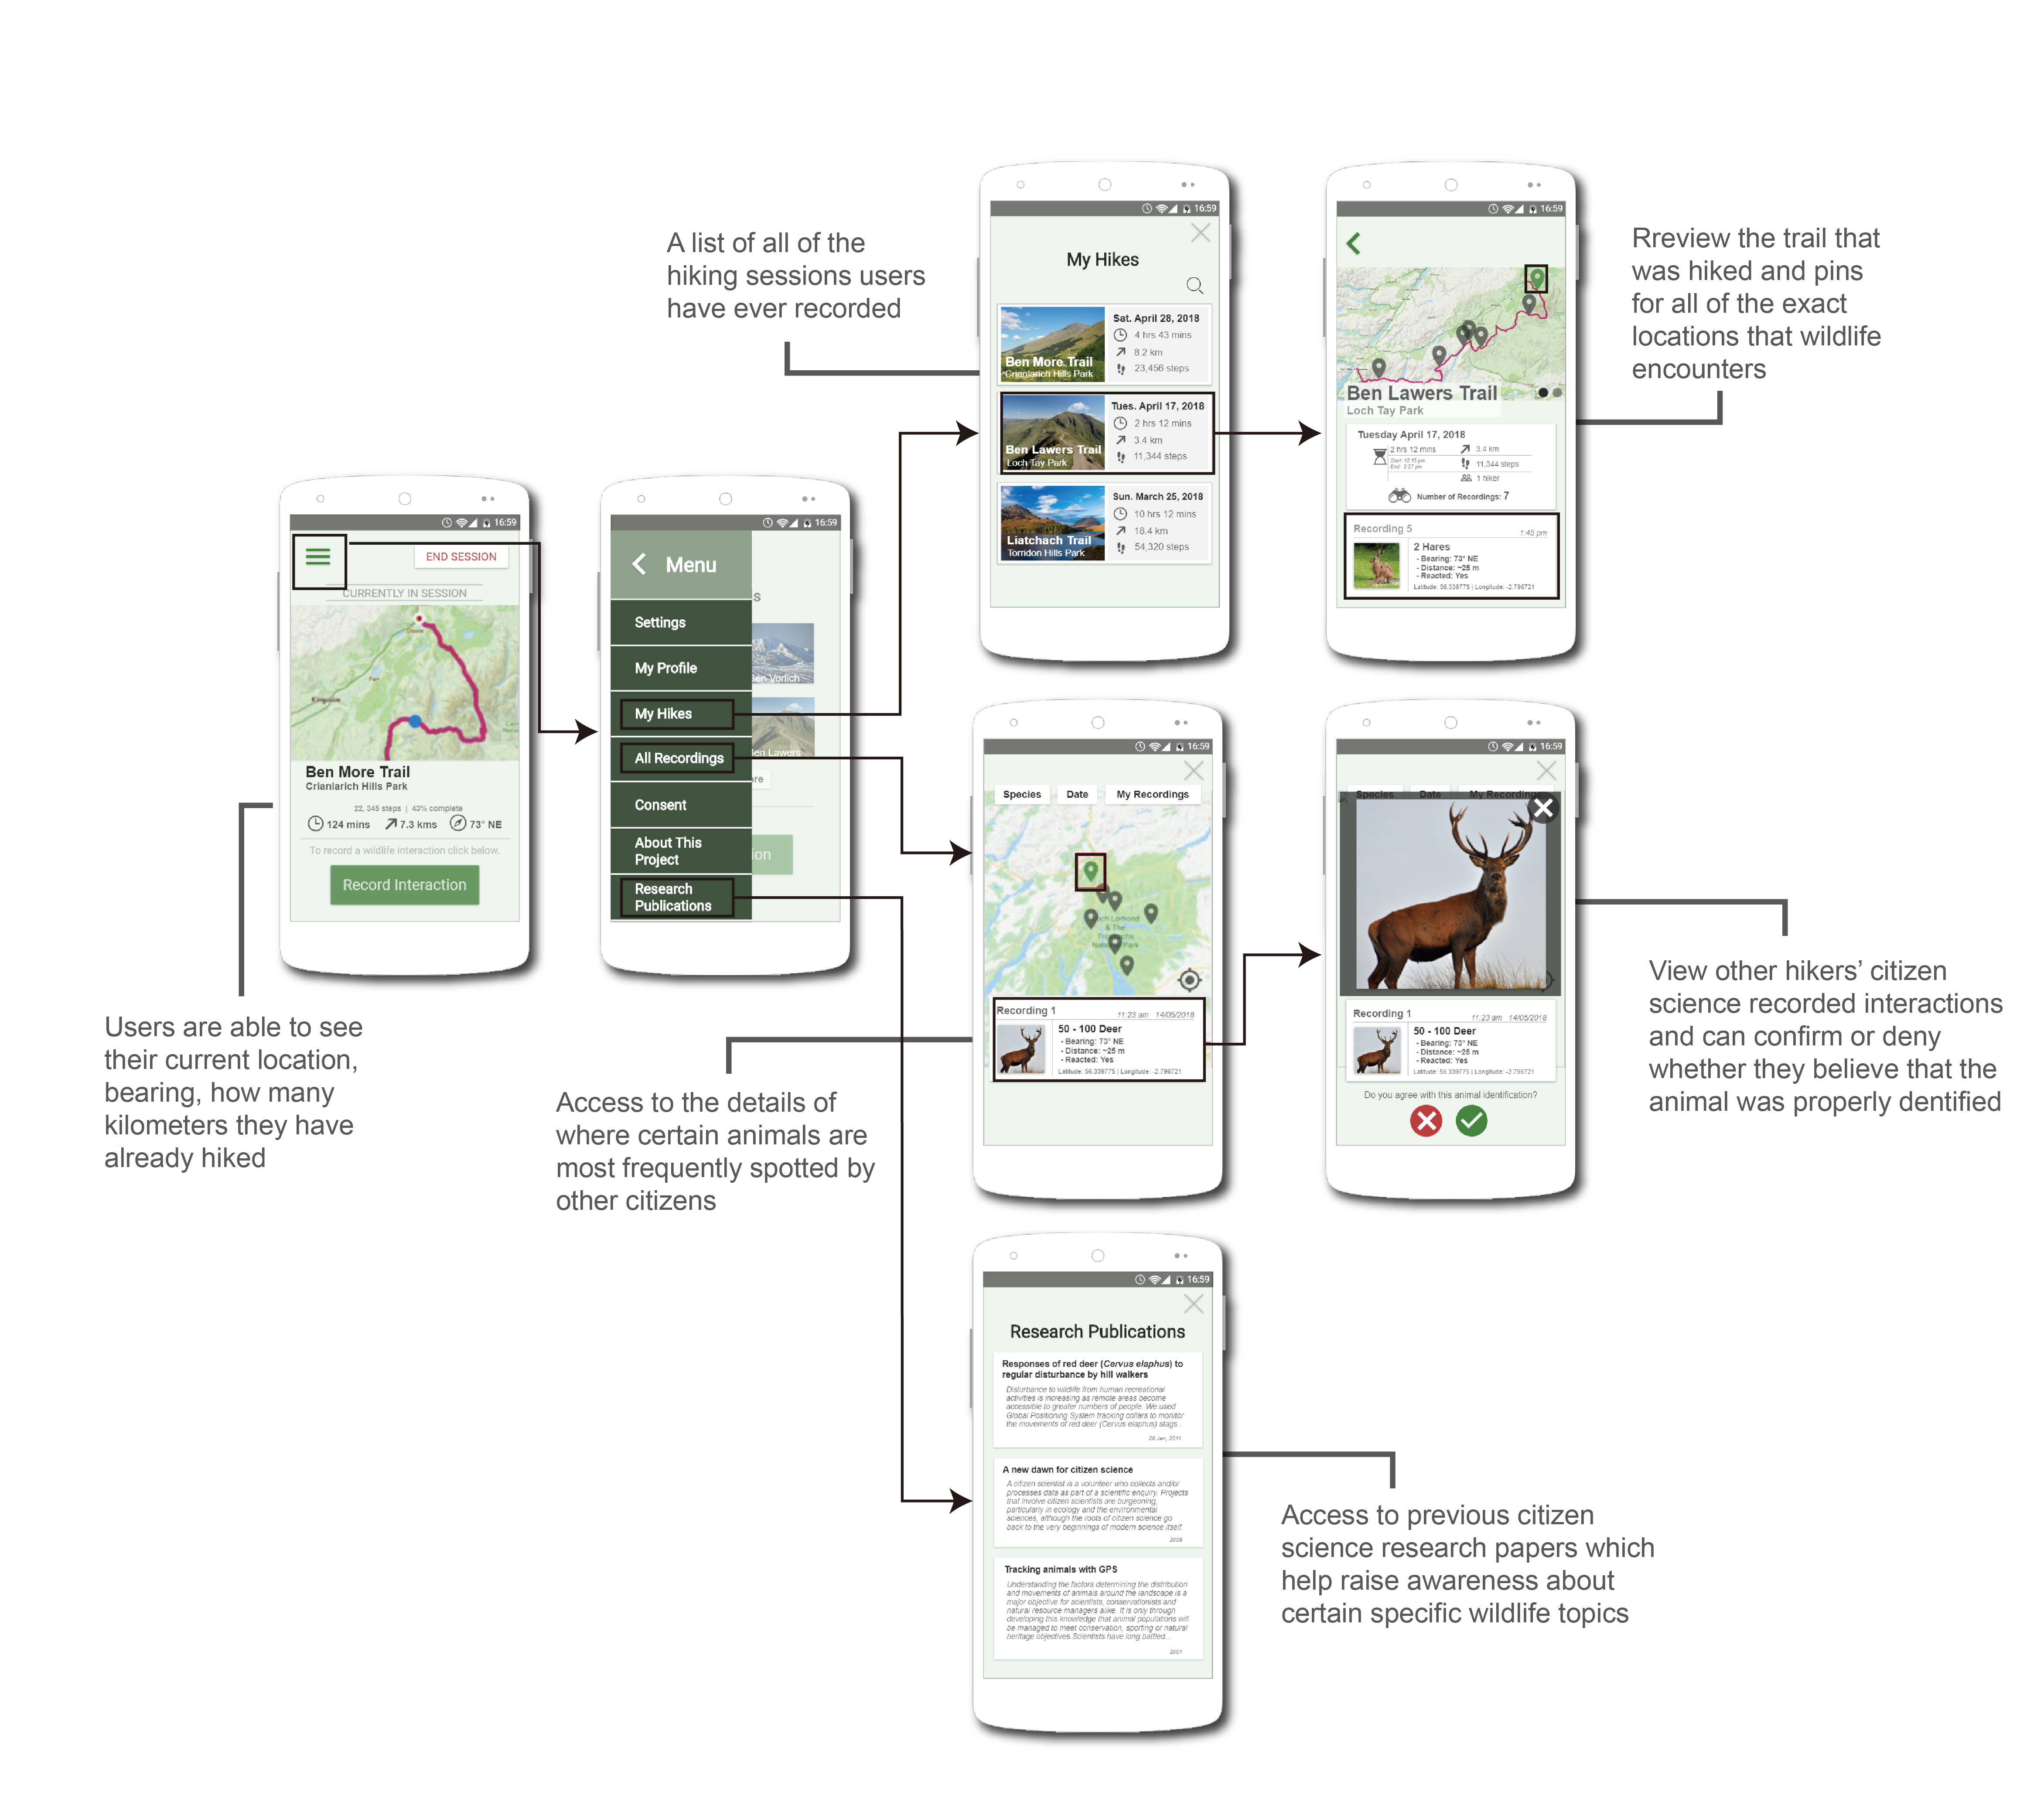 A list of all of the
hiking sessions users
have ever recorded
16:59
My Hikes
Ben More Trail
Crianlarich Hills Park
Sat. April 28, 2018
4 hrs 43 mins
8.2 km
23,456 steps
Ben Lawers Trail
Loch Tay Park
Tues. April 17, 2018
2 hrs 12 mins
3.4 km
11,344 steps
Liatchach Trail
Torridon Hills Park
Sun. March 25, 2018
10 hrs 12 mins
18.4 km
54,320 steps
16:59
Ben Lawers Trail
Loch Tay Park
Tuesday April 17, 2018
2 hrs 12 mins
Start: 12:15 pm
End: 2:27 pm
3.4 km
11,344 steps
1 hiker
Number of Recordings: 7
Recording 5
1:45 pm
2 Hares
- Bearing: 73° NE
- Distance: ~25 m
- Reacted: Yes
Latitude: 56.339775 | Longitude: -2.796721
Rreview the trail that
was hiked and pins
for all of the exact
locations that wildlife
encounters
16:59
END SESSION
CURRENTLY IN SESSION
Kingussie
Ben More Trail
Crianlarich Hills Park
22, 345 steps | 43% complete
124 mins
7.3 kms
73° NE
To record a wildlife interaction click below.
Record Interaction
Users are able to see
their current location,
bearing, how many
kilometers they have
already hiked
16:59
Menu
s
Settings
My Profile
My Hikes
All Recordings
Consent
About This
Project
Research
Publications
Ben Vorlich
en Lawers
re
ion
Access to the details of
where certain animals are
most frequently spotted by
other citizens
16:59
Species
Date
My Recordings
och Lomond
& The
Trossachs
National Park
Recording 1
11:23 am 14/05/2018
50 - 100 Deer
- Bearing: 73° NE
- Distance: ~25 m
- Reacted: Yes
Latitude: 56.339775 | Longitude: -2.796721
16:59
Species
Date
My Recordings
Recording 1
11:23 am 14/05/2018
50 - 100 Deer
- Bearing: 73° NE
- Distance: ~25 m
- Reacted: Yes
Latitude: 56.339775 | Longitude: -2.796721
Do you agree with this animal identification?
View other hikers’ citizen
science recorded interactions
and can confirm or deny
whether they believe that the
animal was properly dentified
16:59
Research Publications
Responses of red deer (Cervus elaphus) to
regular disturbance by hill walkers
Disturbance to wildlife from human recreational
activities is increasing as remote areas become
accessible to greater numbers of people. We used
Global Positioning System tracking collars to monitor
the movements of red deer (Cervus elaphus) stags...
28 Jan, 2011
A new dawn for citizen science
A citizen scientist is a volunteer who collects and/or
processes data as part of a scientific enquiry. Projects
that involve citizen scientists are burgeoning,
particularly in ecology and the environmental
sciences, although the roots of citizen science go
back to the very beginnings of modern science itself.
2009
Tracking animals with GPS
Understanding the factors determining the distribution
and movements of animals around the landscape is a
major objective for scientists, conservationists and
natural resource managers alike. It is only through
developing this knowledge that animal populations will
be managed to meet conservation, sporting or natural
heritage objectives.Scientists have long battled...
2001
Access to previous citizen
science research papers which
help raise awareness about
certain specific wildlife topics